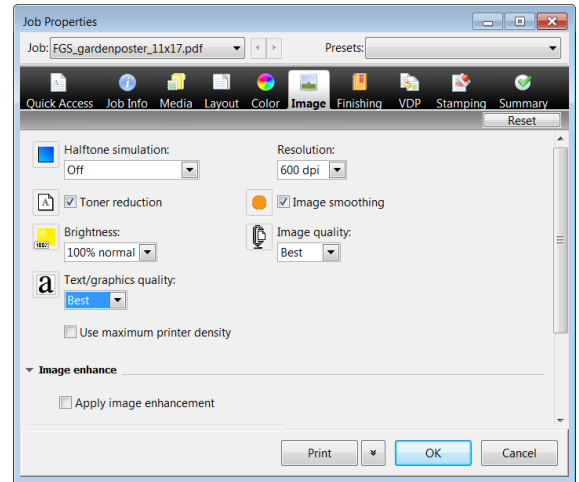 Job Properties
Job: FGS_gardenposter_11x17.pdf Presets:
Quick Access Job Info Media Layout Color Image Finishing VDP Stamping Summary
Reset
Halftone simulation: Resolution:
Off 600 dpi
Toner reduction Image smoothing
Brightness: Image quality:
100% normal Best
Text/graphics quality:
Best
Use maximum printer density
Image enhance
Apply image enhancement
Print OK Cancel